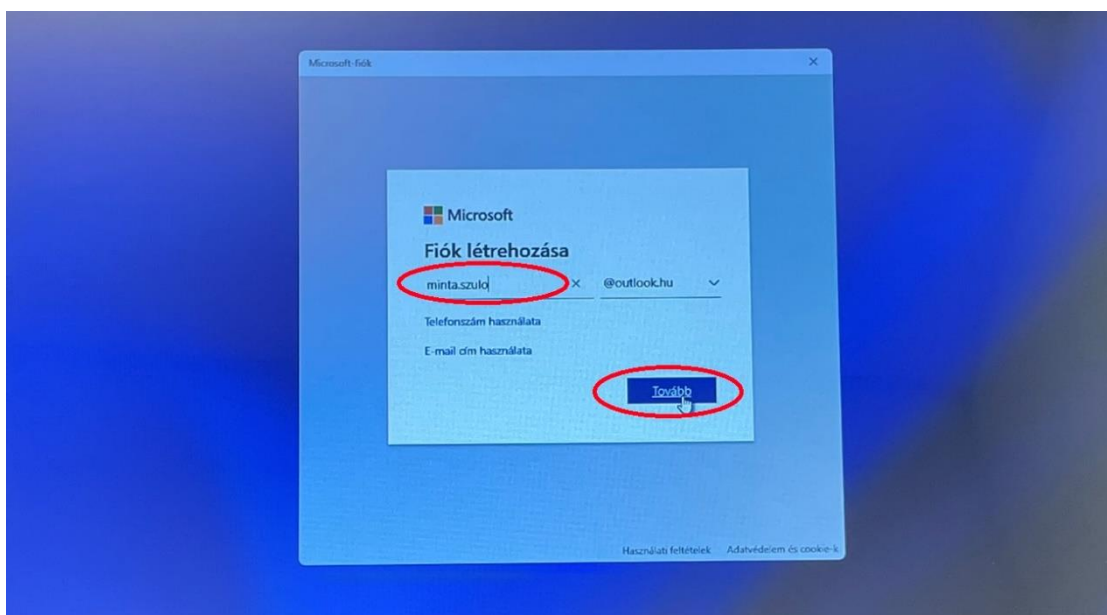 Microsoft-fiók
Microsoft
Fiók létrehozása
minta.szulo @outlook.hu
Telefonszám használata
E-mail cím használata
Tovább
Használati feltételek Adatvédelem és cookie-k